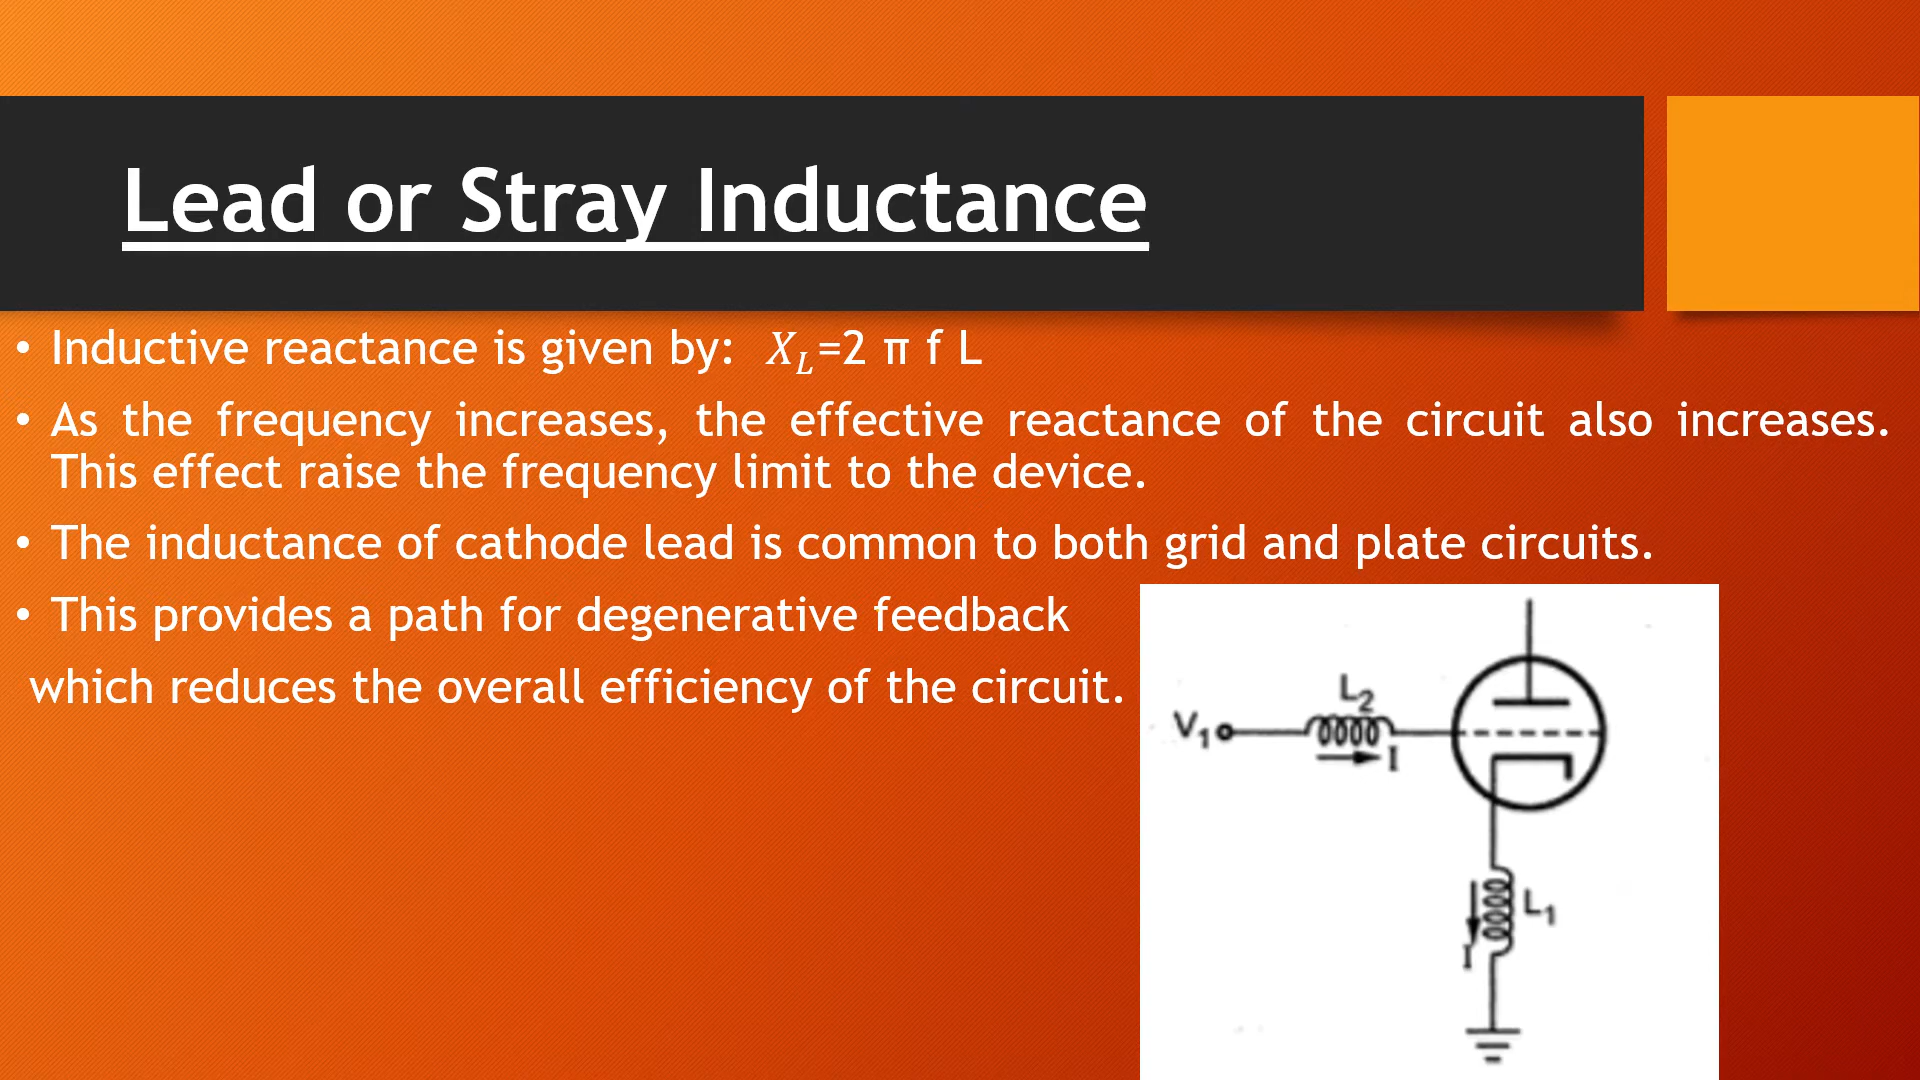 Lead or Stray Inductance
• Inductive reactance is given by: X_L=2 π f L
• As the frequency increases, the effective reactance of the circuit also increases.
This effect raise the frequency limit to the device.
• The inductance of cathode lead is common to both grid and plate circuits.
• This provides a path for degenerative feedback
which reduces the overall efficiency of the circuit.
L2
V1
I
L1
I